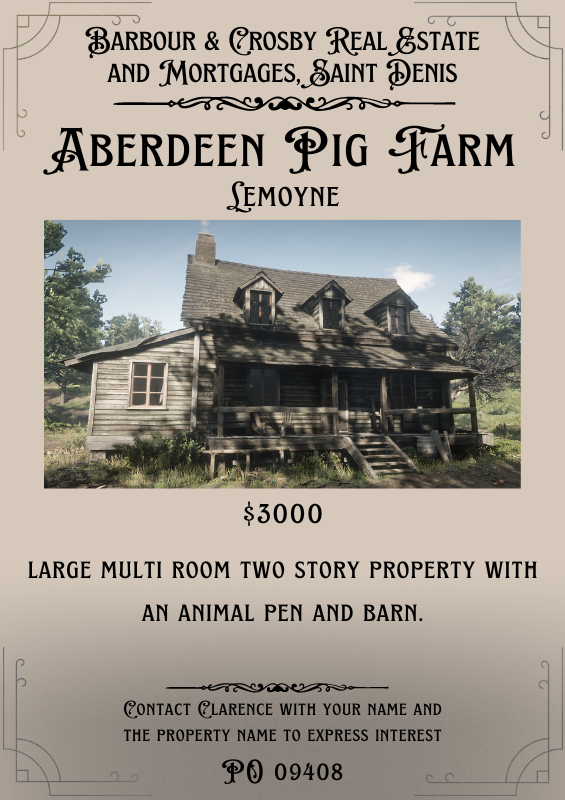 Barbour & Crosby Real Estate
and Mortgages, Saint Denis
Aberdeen Pig Farm
Lemoyne
$3000
large multi room two story property with
an animal pen and barn.
Contact Clarence with your name and
the property name to express interest
PO 09408